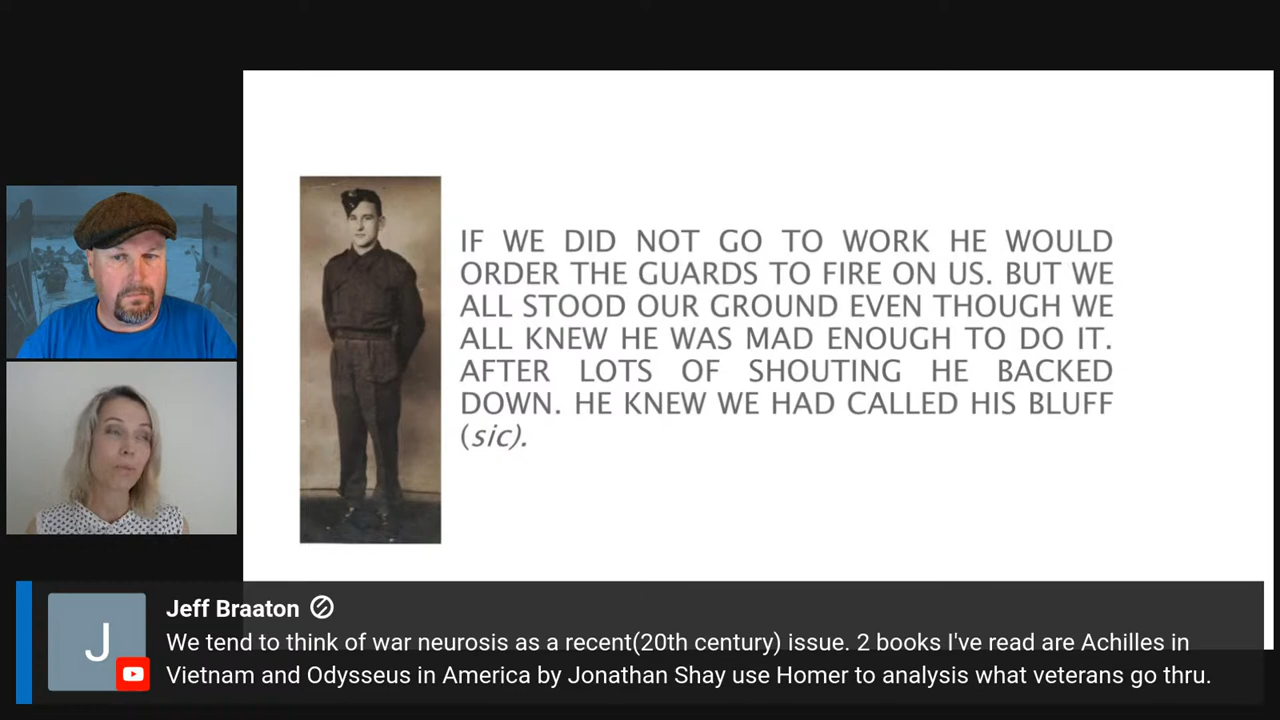 IF WE DID NOT GO TO WORK HE WOULD
ORDER THE GUARDS TO FIRE ON US. BUT WE
ALL STOOD OUR GROUND EVEN THOUGH WE
ALL KNEW HE WAS MAD ENOUGH TO DO IT.
AFTER LOTS OF SHOUTING HE BACKED
DOWN. HE KNEW WE HAD CALLED HIS BLUFF
(sic).
J
Jeff Braaton
We tend to think of war neurosis as a recent(20th century) issue. 2 books I've read are Achilles in
Vietnam and Odysseus in America by Jonathan Shay use Homer to analysis what veterans go thru.